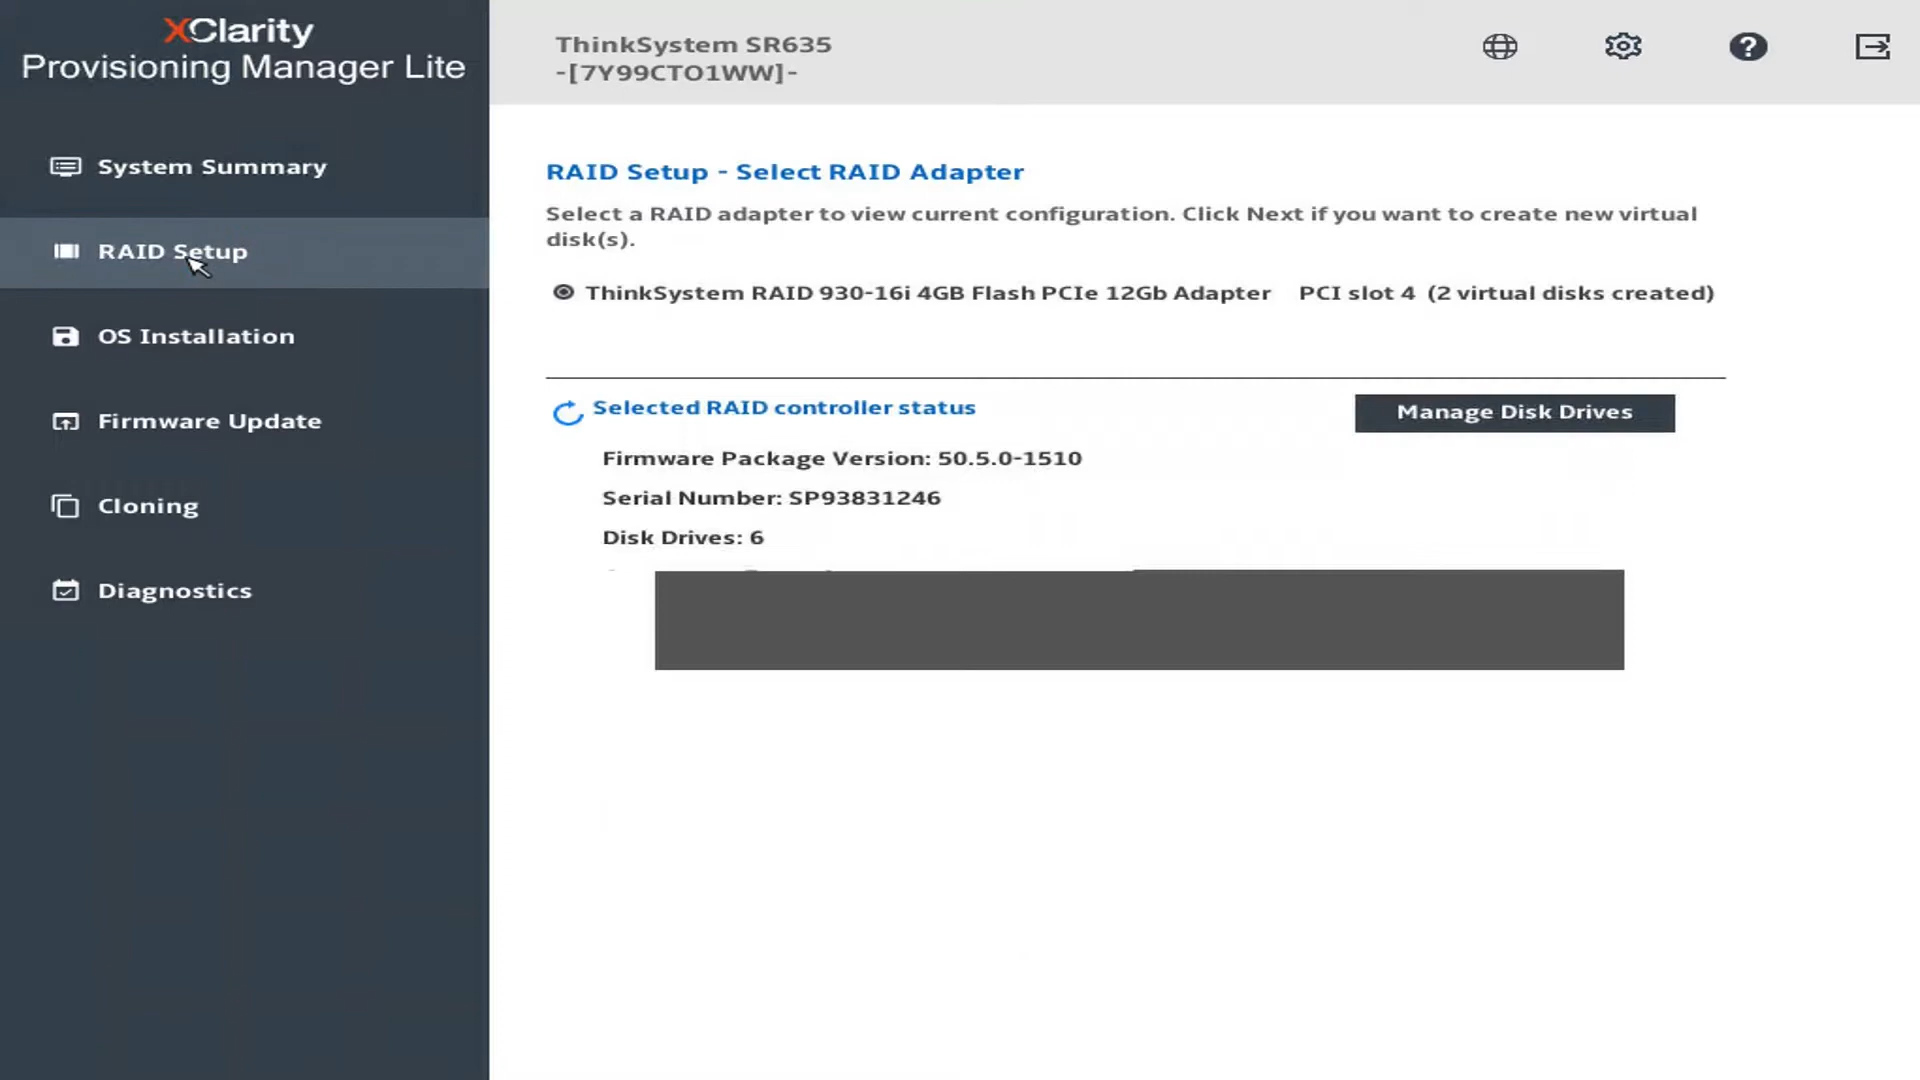 XClarity
Provisioning Manager Lite
ThinkSystem SR635
-[7Y99CTO1WW]-
System Summary
RAID Setup
OS Installation
Firmware Update
Cloning
Diagnostics
RAID Setup - Select RAID Adapter
Select a RAID adapter to view current configuration. Click Next if you want to create new virtual
disk(s).
ThinkSystem RAID 930-16i 4GB Flash PCIe 12Gb Adapter PCI slot 4 (2 virtual disks created)
Selected RAID controller status
Manage Disk Drives
Firmware Package Version: 50.5.0-1510
Serial Number: SP93831246
Disk Drives: 6